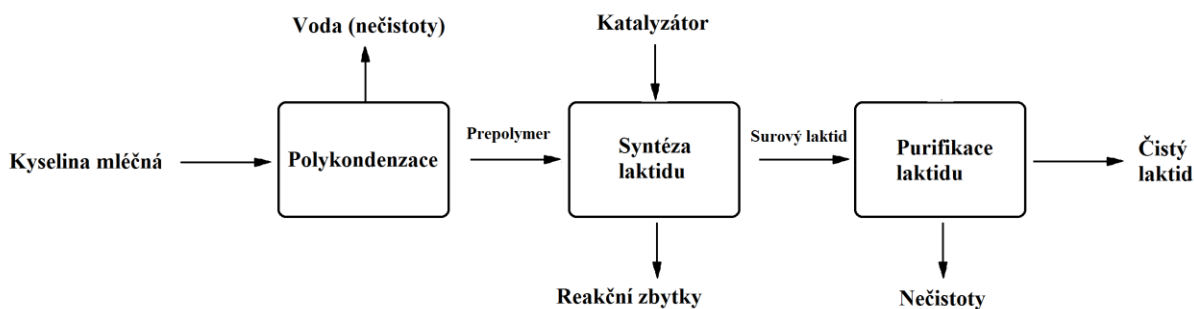 Voda (nečistoty)
Katalyzátor
Kyselina mléčná
Polykondenzace
Prepolymer
Syntéza
laktidu
Surový laktid
Purifikace
laktidu
Čistý
laktid
Reakční zbytky
Nečistoty